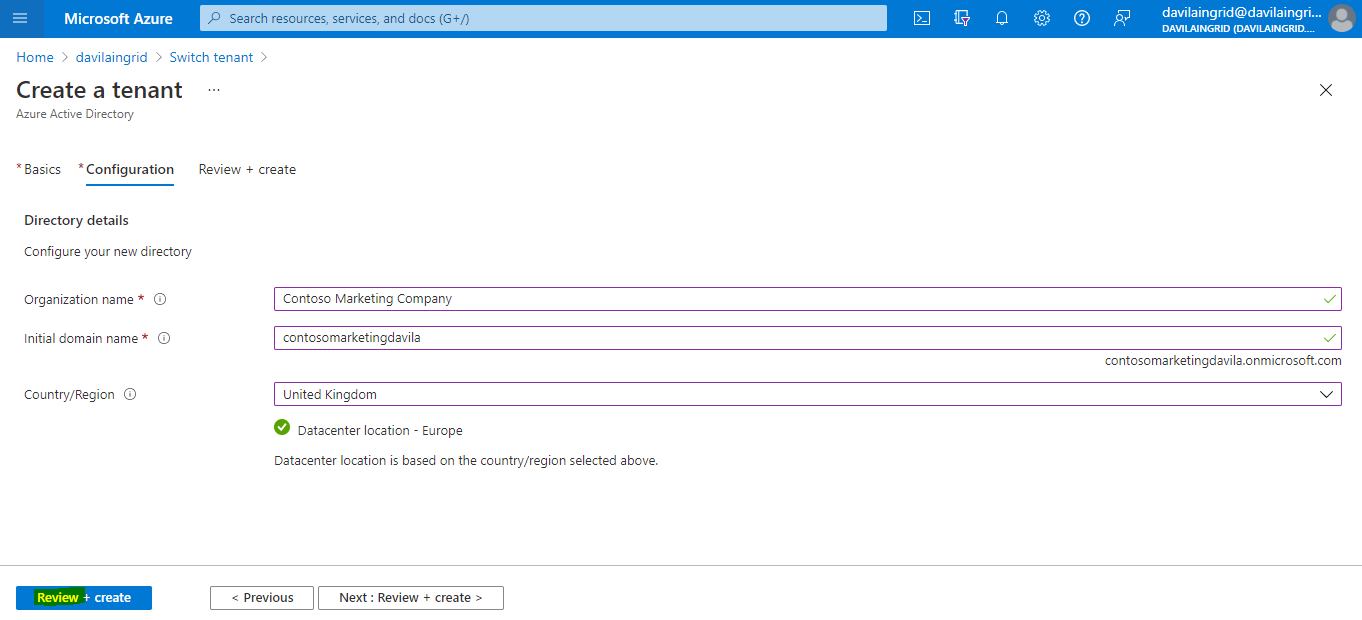 Microsoft Azure
Search resources, services, and docs (G+/)
davilaingrid@davilaingri...
DAVILAINGRID (DAVILAINGRID....
Home > davilaingrid > Switch tenant >
Create a tenant ...
Azure Active Directory
* Basics * Configuration Review + create
Directory details
Configure your new directory
Organization name *
Contoso Marketing Company
Initial domain name *
contosomarketingdavila
contosomarketingdavila.onmicrosoft.com
Country/Region
United Kingdom
Datacenter location - Europe
Datacenter location is based on the country/region selected above.
Review + create
< Previous
Next : Review + create >